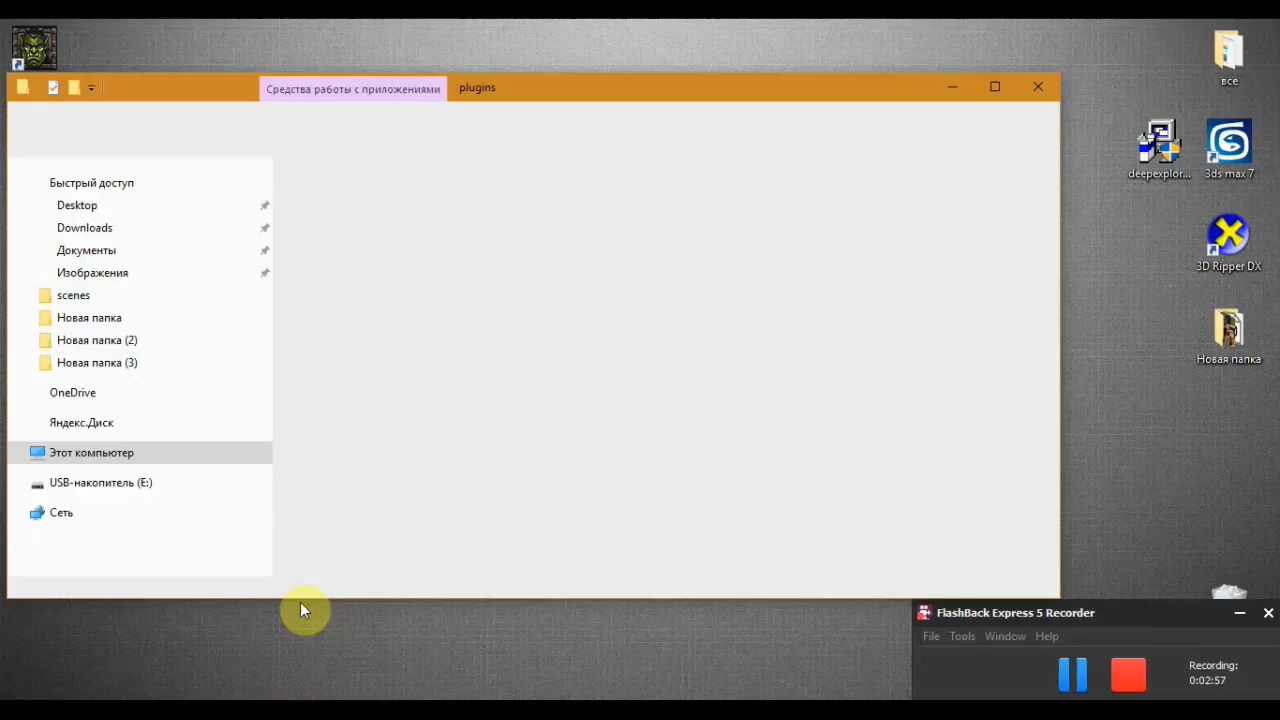 Средства работы с приложениями
plugins
Быстрый доступ
Desktop
Downloads
Документы
Изображения
scenes
Новая папка
Новая папка (2)
Новая папка (3)
OneDrive
Яндекс.Диск
Этот компьютер
USB-накопитель (E:)
Сеть
все
deepexplor...
3ds max 7
3D Ripper DX
Новая папка
FlashBack Express 5 Recorder
File Tools Window Help
Recording:
0:02:57